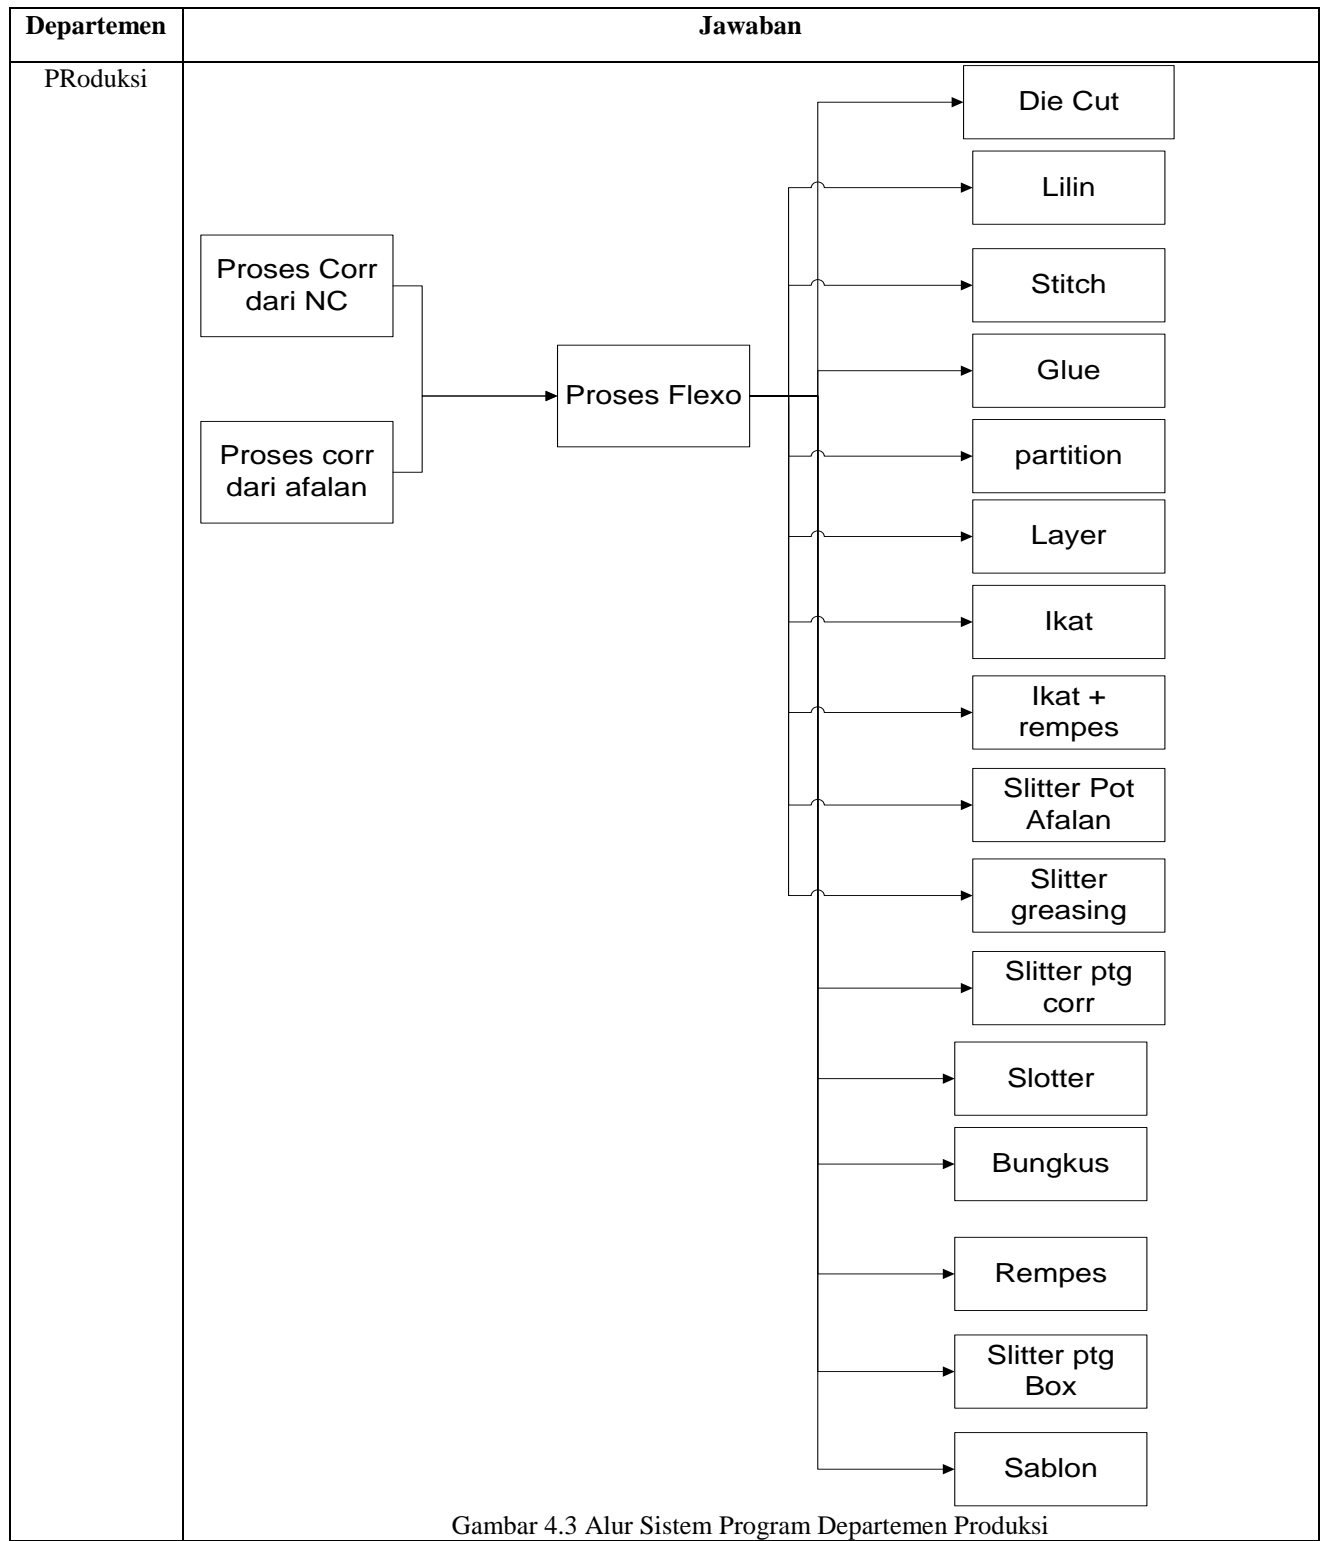 Departemen
Jawaban
PRoduksi
Die Cut
Lilin
Proses Corr
dari NC
Stitch
Proses Flexo
Glue
Proses corr
dari afalan
partition
Layer
Ikat
Ikat +
rempes
Slitter Pot
Afalan
Slitter
greasing
Slitter ptg
corr
Slotter
Bungkus
Rempes
Slitter ptg
Box
Sablon
Gambar 4.3 Alur Sistem Program Departemen Produksi